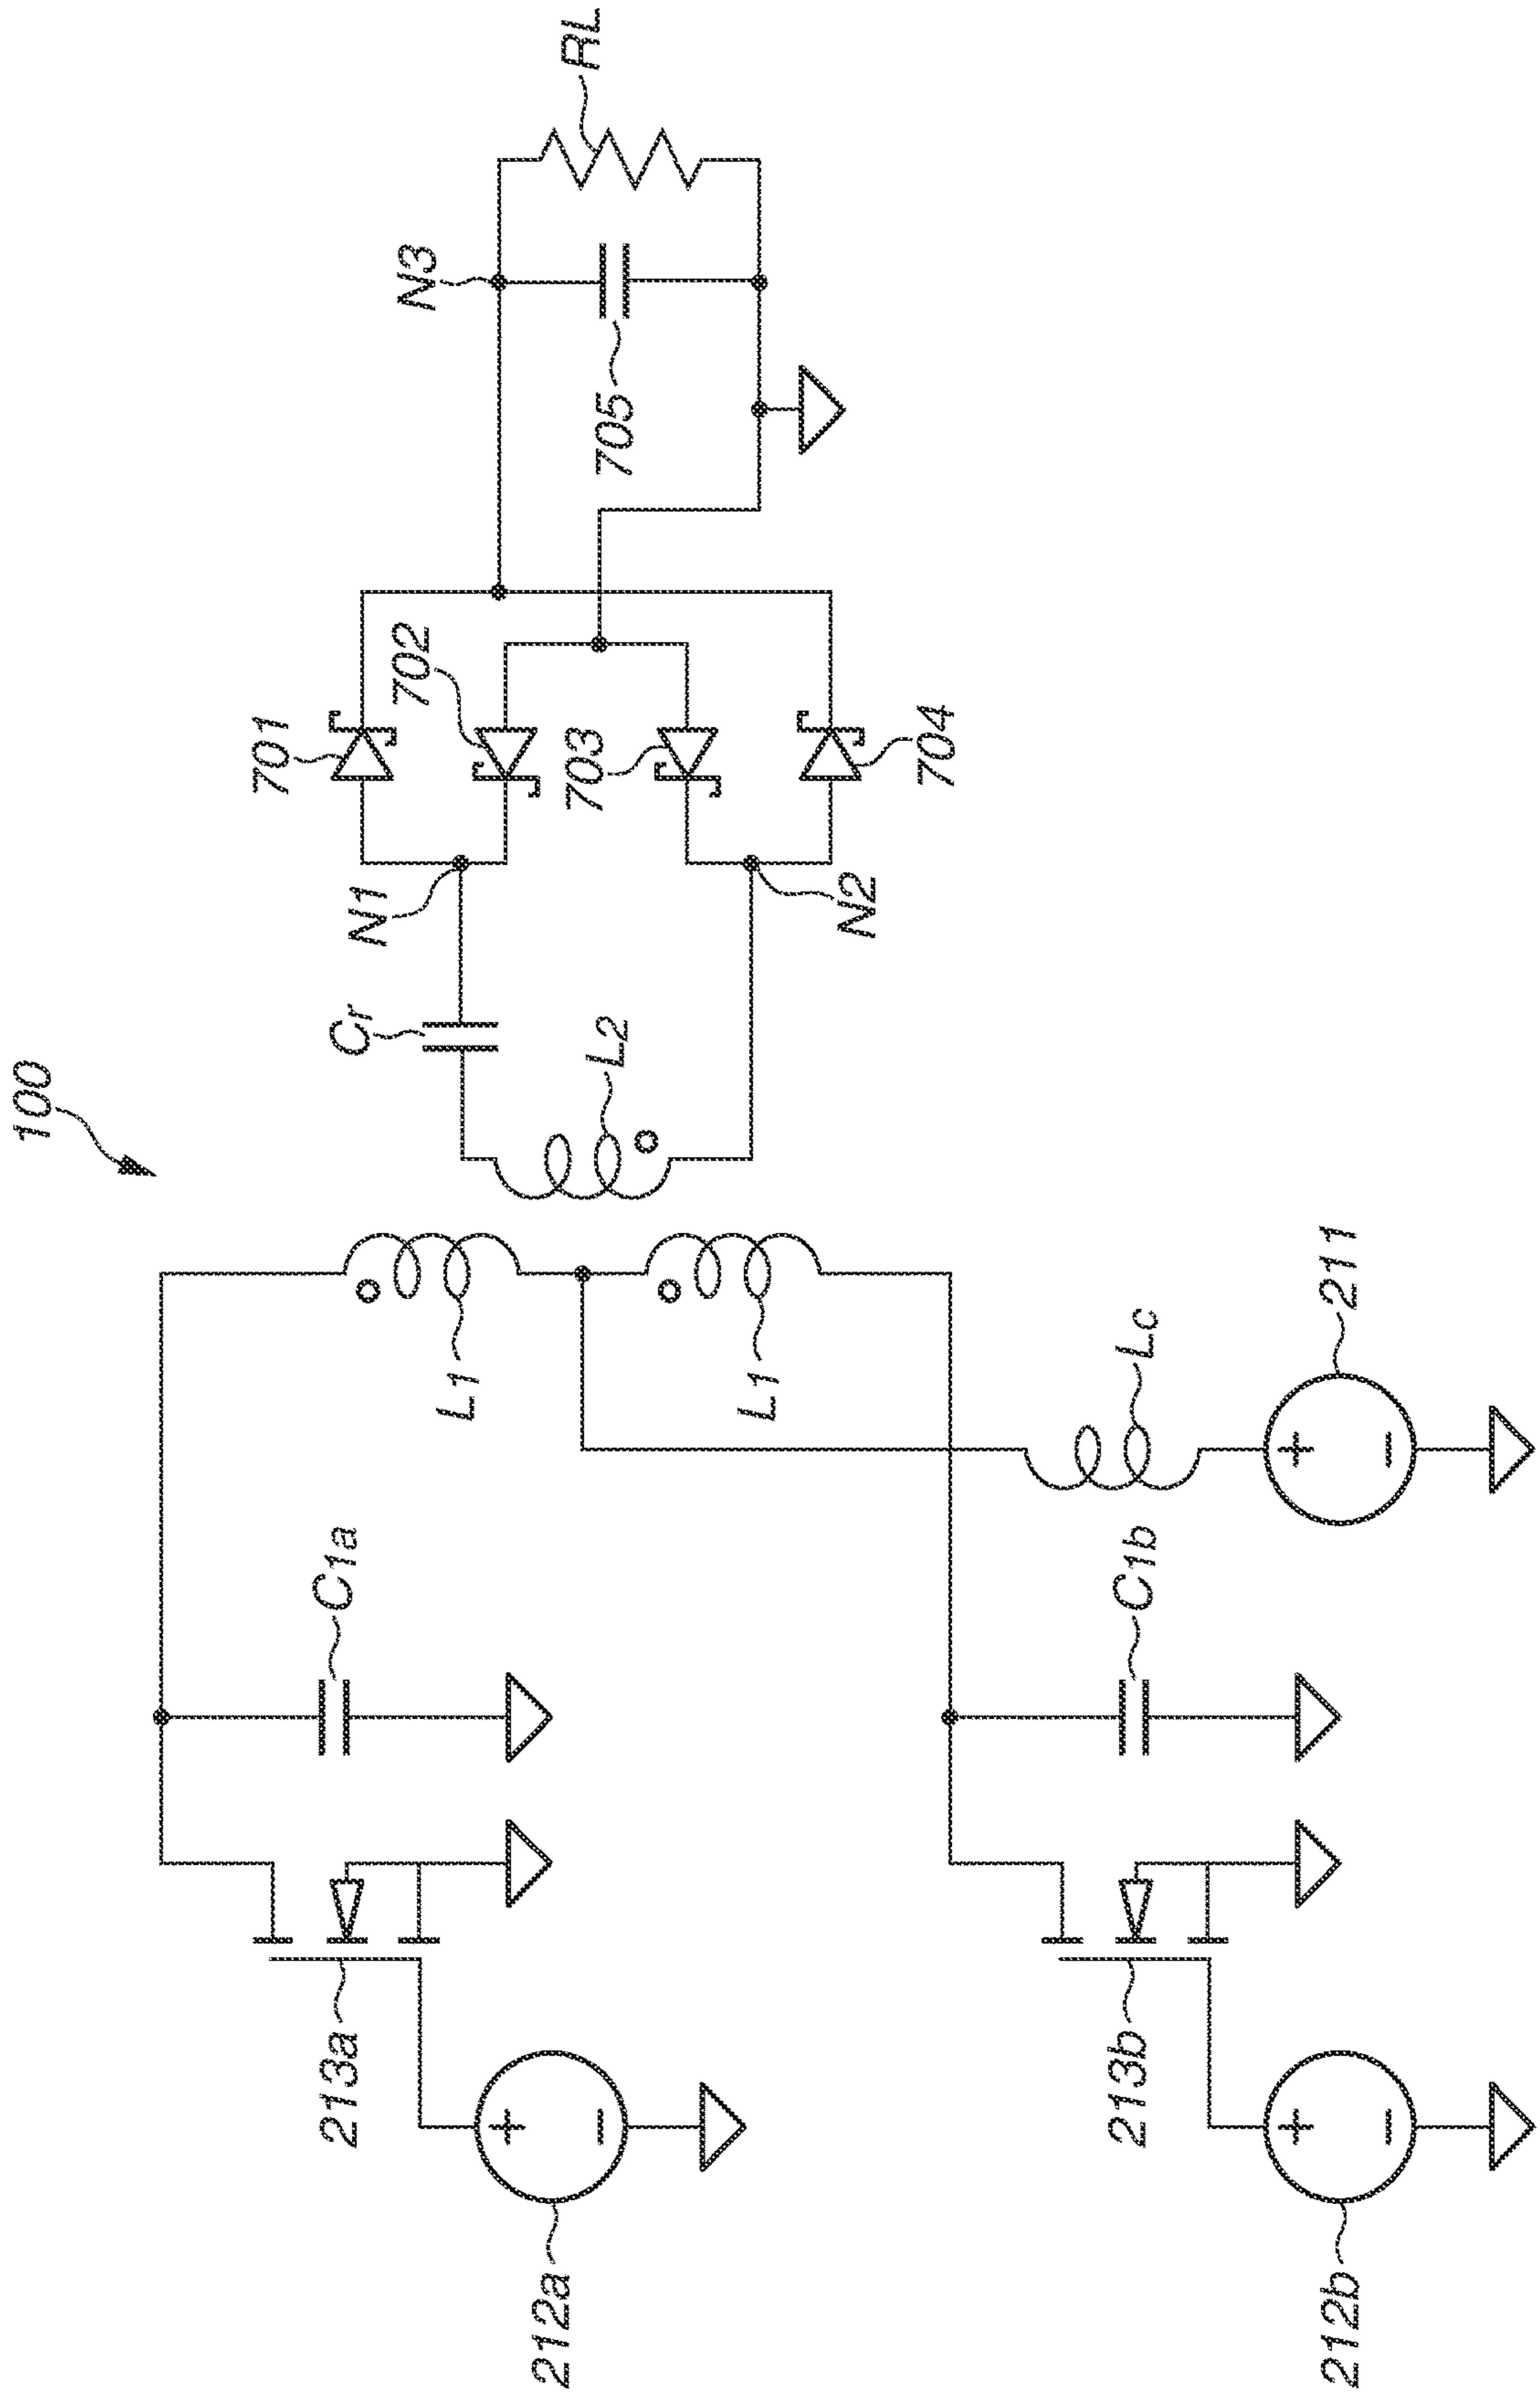 100
N3
RL
701
702
N1
Cr
703
705
L2
704
N2
L1
L1
C1a
213a
212a
Lc
211
C1b
213b
212b
+
−
+
−
+
−